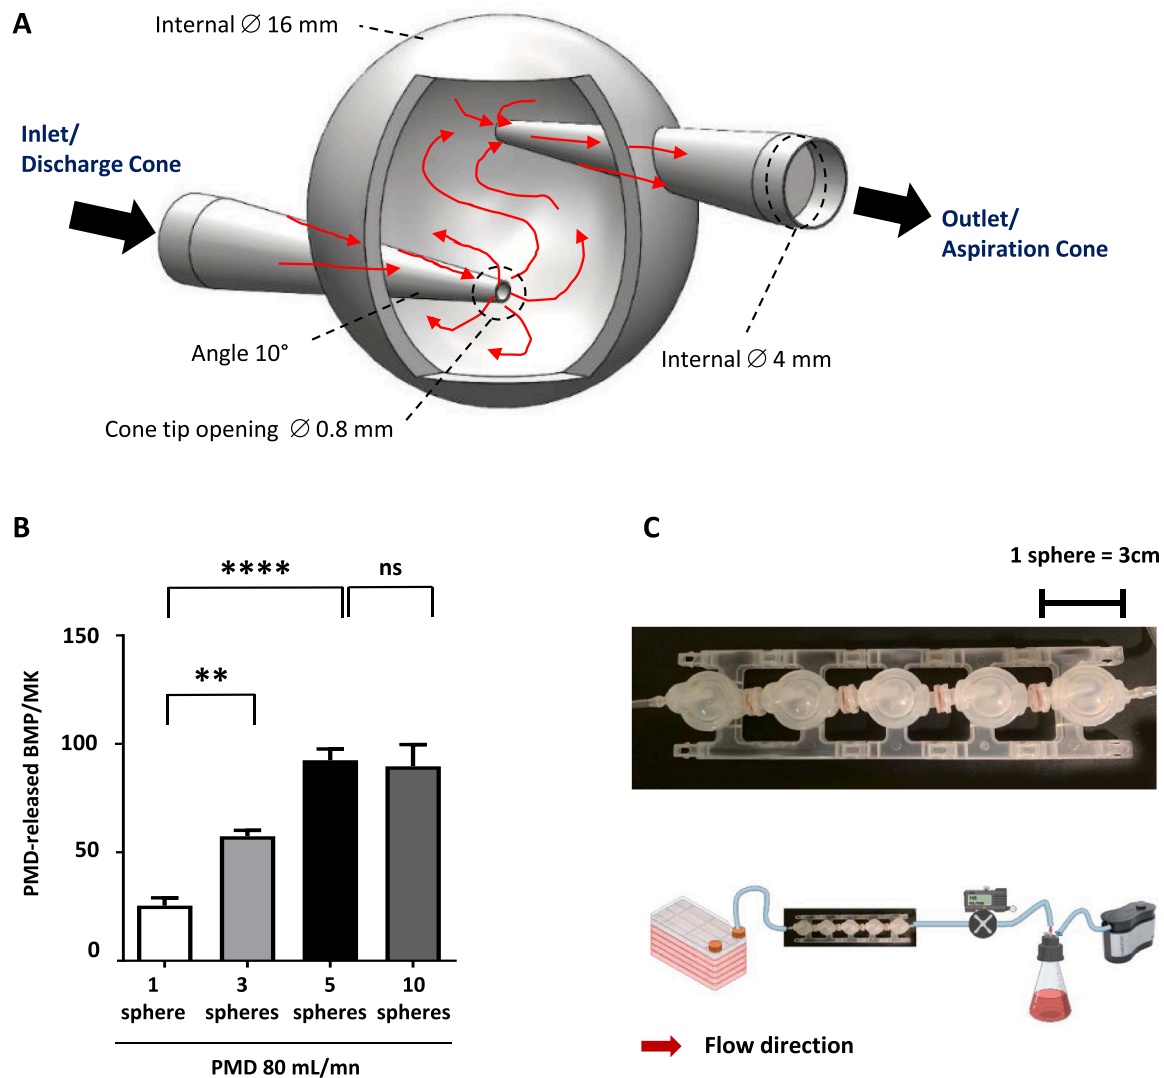 A
Internal ∅ 16 mm
Inlet/
Discharge Cone
Outlet/
Aspiration Cone
Angle 10°
Internal ∅ 4 mm
Cone tip opening ∅ 0.8 mm
B
****
ns
**
PMD-released BMP/MK
150
100
50
0
1
sphere
3
spheres
5
spheres
10
spheres
PMD 80 mL/mn
C
1 sphere = 3cm
Flow direction